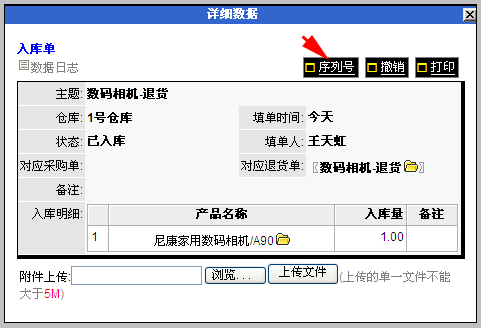 详细数据
入库单
数据日志
序列号 撤销 打印
主题: 数码相机-退货
仓库: 1号仓库 填单时间: 今天
状态: 已入库 填单人: 王天虹
对应采购单: 对应退货单: 〖数码相机-退货〗
备注:
入库明细: 产品名称 入库量 备注
1 尼康家用数码相机/A90 1.00
附件上传: 浏览... 上传文件 (上传的单一文件不能
大于5M)